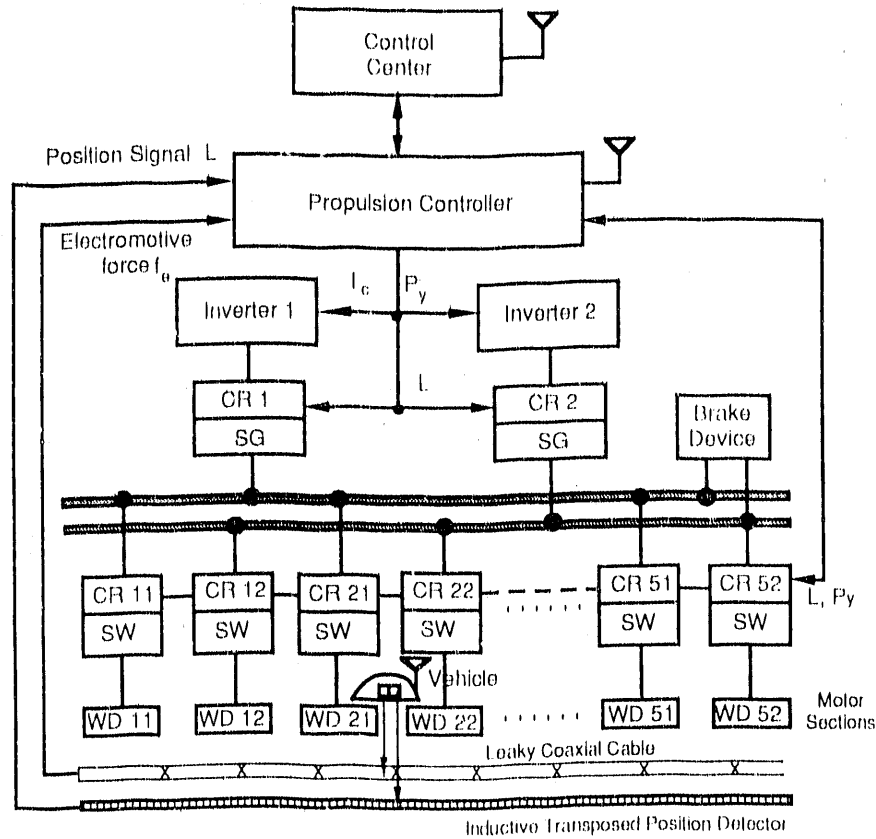 Control
Center
Position Signal L
Propulsion Controller
Electromotive
force fe
Ic
Py
Inverter 1
Inverter 2
L
CR 1
SG
CR 2
SG
Brake
Device
CR 11
SW
CR 12
SW
CR 21
SW
CR 22
SW
CR 51
SW
CR 52
SW
L, Py
Vehicle
WD 11
WD 12
WD 21
WD 22
WD 51
WD 52
Motor
Sections
Leaky Coaxial Cable
Inductive Transposed Position Detector